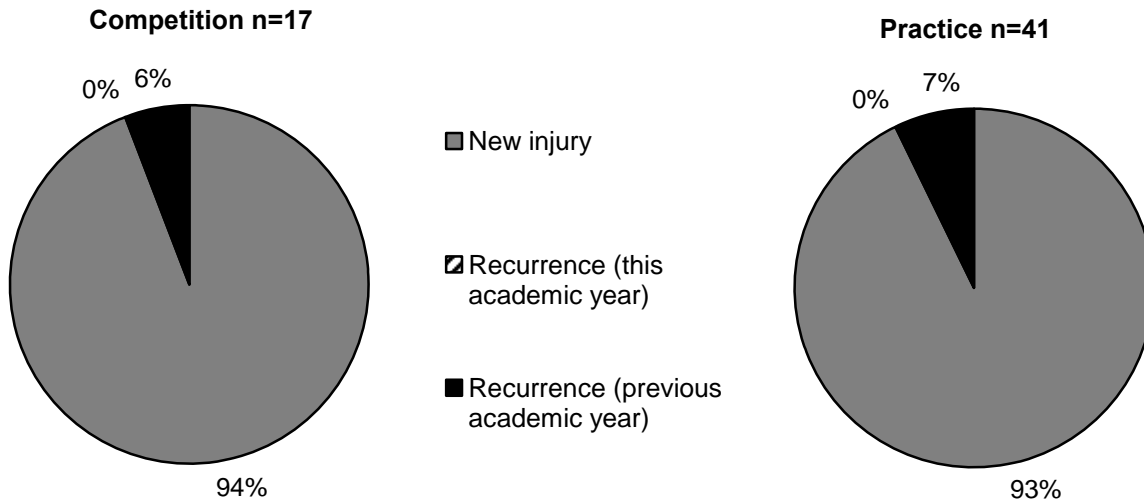 Competition n=17
0%
6%
94%
New injury
Recurrence (this
academic year)
Recurrence (previous
academic year)
Practice n=41
0%
7%
93%